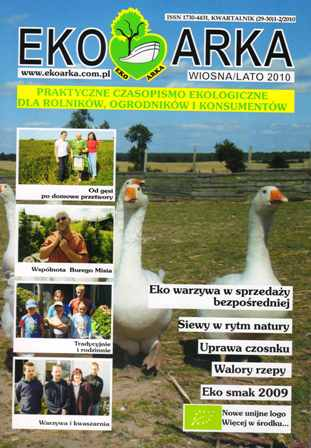 ISSN 1730-4431, KWARTALNIK (29-30)1-2/2010
EKO ARKA
EKO ARKA
www.ekoarka.com.pl
WIOSNA/LATO 2010
PRAKTYCZNE CZASOPISMO EKOLOGICZNE
DLA ROLNIKÓW, OGRODNIKÓW I KONSUMENTÓW
Od gęsi
po domowe przetwory
Wspólnota Burego Misia
Tradycyjnie
i rodzinnie
Warzywa i kwaszarnia
Eko warzywa w sprzedaży
bezpośredniej
Siewy w rytm natury
Uprawa czosnku
Walory rzepy
Eko smak 2009
Nowe unijne logo
Więcej w środku...